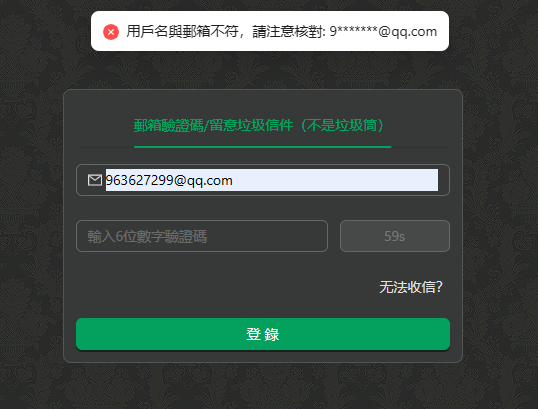 用戶名與郵箱不符，請注意核對: 9*******@qq.com
郵箱驗證碼/留意垃圾信件（不是垃圾筒）
963627299@qq.com
輸入6位數字驗證碼
59s
无法收信?
登 錄